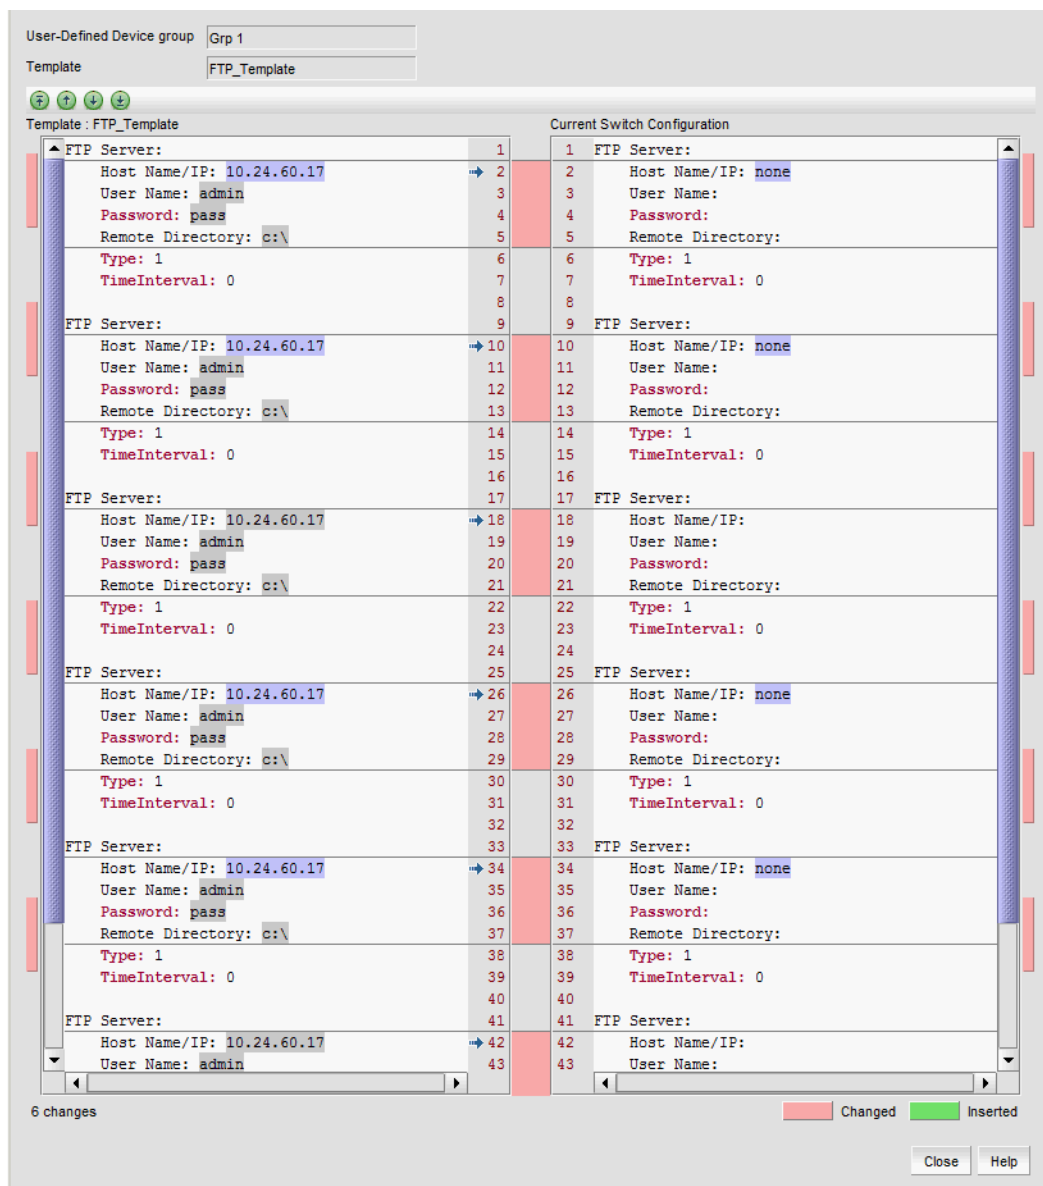 User-Defined Device group Grp 1
Template FTP_Template
Template : FTP_Template Current Switch Configuration
FTP Server: 1 1 FTP Server:
Host Name/IP: 10.24.60.17 2 2 Host Name/IP: none
User Name: admin 3 3 User Name:
Password: pass 4 4 Password:
Remote Directory: c:\ 5 5 Remote Directory:
Type: 1 6 6 Type: 1
TimeInterval: 0 7 7 TimeInterval: 0
8 8
FTP Server: 9 9 FTP Server:
Host Name/IP: 10.24.60.17 10 10 Host Name/IP: none
User Name: admin 11 11 User Name:
Password: pass 12 12 Password:
Remote Directory: c:\ 13 13 Remote Directory:
Type: 1 14 14 Type: 1
TimeInterval: 0 15 15 TimeInterval: 0
16 16
FTP Server: 17 17 FTP Server:
Host Name/IP: 10.24.60.17 18 18 Host Name/IP:
User Name: admin 19 19 User Name:
Password: pass 20 20 Password:
Remote Directory: c:\ 21 21 Remote Directory:
Type: 1 22 22 Type: 1
TimeInterval: 0 23 23 TimeInterval: 0
24 24
FTP Server: 25 25 FTP Server:
Host Name/IP: 10.24.60.17 26 26 Host Name/IP: none
User Name: admin 27 27 User Name:
Password: pass 28 28 Password:
Remote Directory: c:\ 29 29 Remote Directory:
Type: 1 30 30 Type: 1
TimeInterval: 0 31 31 TimeInterval: 0
32 32
FTP Server: 33 33 FTP Server:
Host Name/IP: 10.24.60.17 34 34 Host Name/IP: none
User Name: admin 35 35 User Name:
Password: pass 36 36 Password:
Remote Directory: c:\ 37 37 Remote Directory:
Type: 1 38 38 Type: 1
TimeInterval: 0 39 39 TimeInterval: 0
40 40
FTP Server: 41 41 FTP Server:
Host Name/IP: 10.24.60.17 42 42 Host Name/IP:
User Name: admin 43 43 User Name:
6 changes Changed Inserted
Close Help